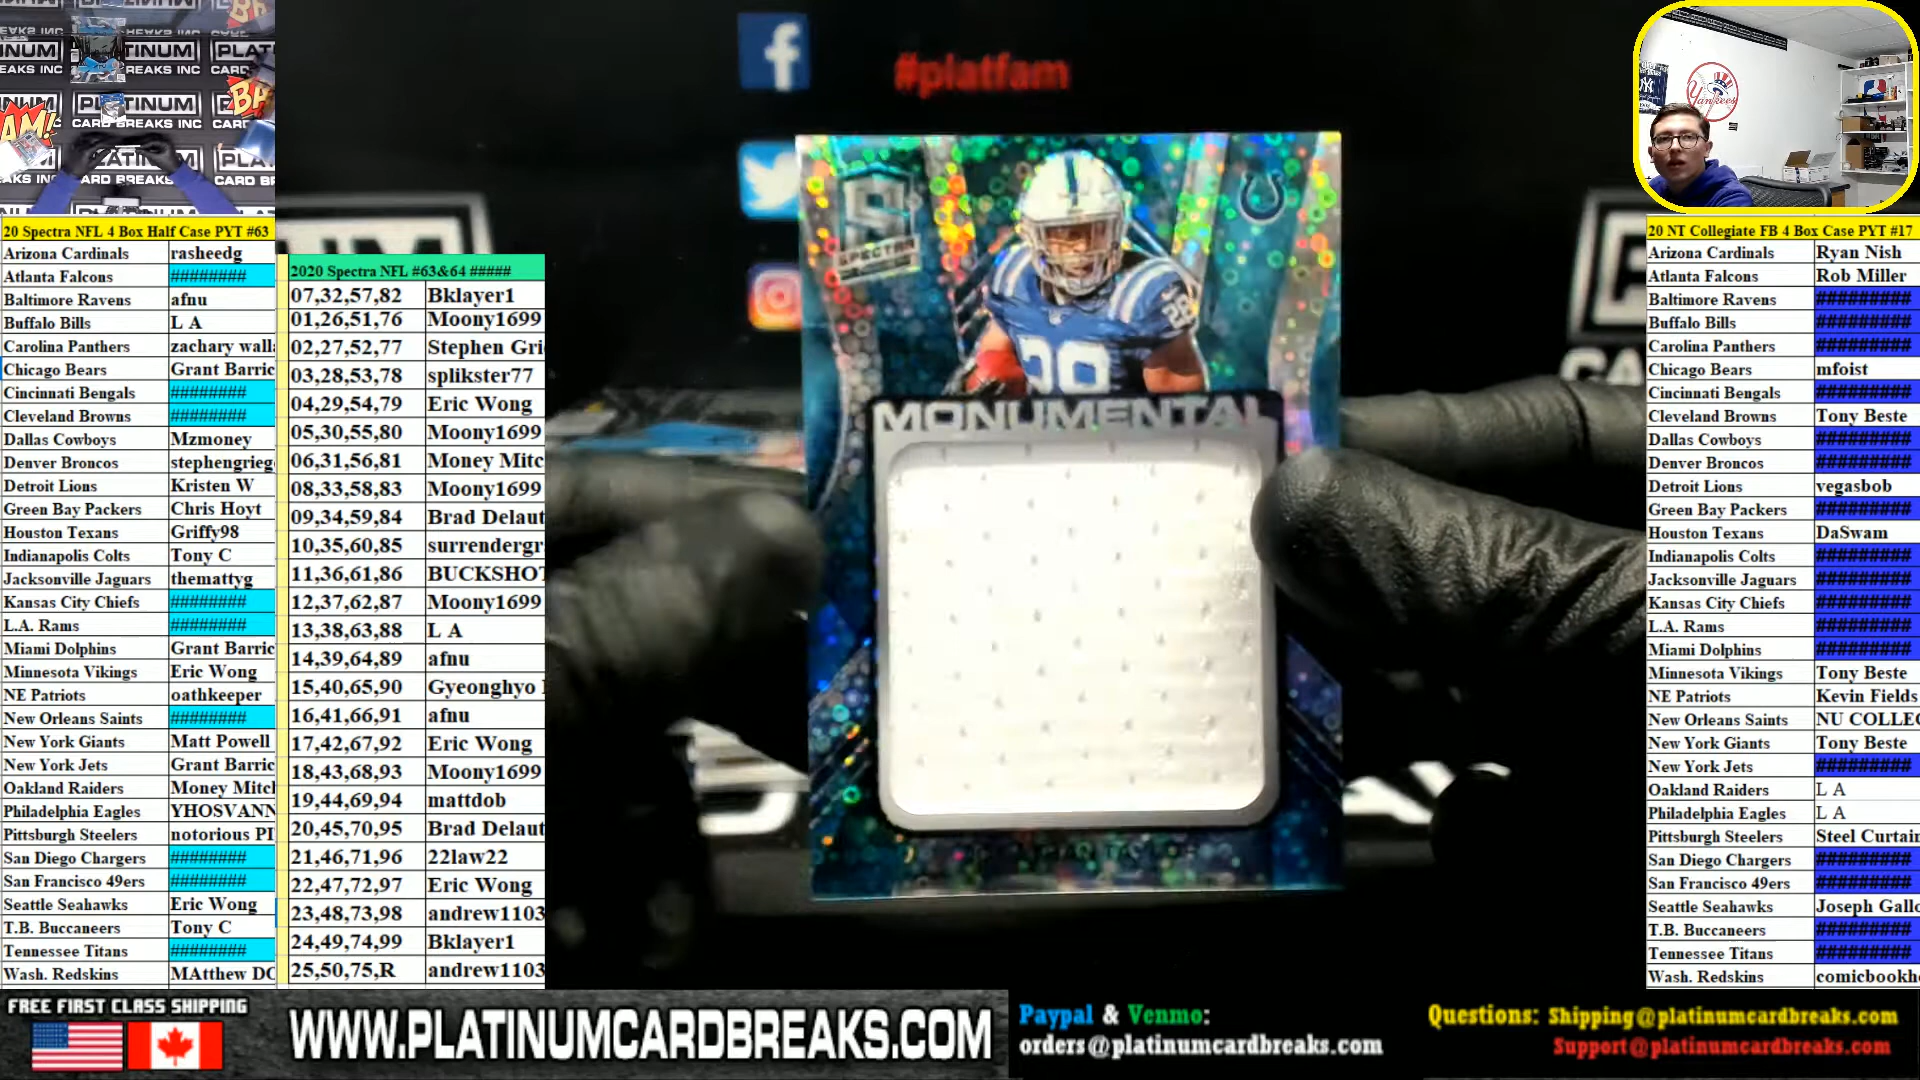 #platfam
PLATINUM
CARD BREAKS INC
BAM!
Yankees
20 Spectra NFL 4 Box Half Case PYT #63
Arizona Cardinals rasheedg
Atlanta Falcons ########
Baltimore Ravens afnu
Buffalo Bills L A
Carolina Panthers zachary wall
Chicago Bears Grant Barric
Cincinnati Bengals ########
Cleveland Browns ########
Dallas Cowboys Mzmoney
Denver Broncos stephengrieg
Detroit Lions Kristen W
Green Bay Packers Chris Hoyt
Houston Texans Griffy98
Indianapolis Colts Tony C
Jacksonville Jaguars themattyg
Kansas City Chiefs ########
L.A. Rams ########
Miami Dolphins Grant Barric
Minnesota Vikings Eric Wong
NE Patriots oathkeeper
New Orleans Saints ########
New York Giants Matt Powell
New York Jets Grant Barric
Oakland Raiders Money Mitcl
Philadelphia Eagles YHOSVANN
Pittsburgh Steelers notorious PI
San Diego Chargers ########
San Francisco 49ers ########
Seattle Seahawks Eric Wong
T.B. Buccaneers Tony C
Tennessee Titans ########
Wash. Redskins MAtthew DO
2020 Spectra NFL #63&64 #####
07,32,57,82 Bklayer1
01,26,51,76 Moony1699
02,27,52,77 Stephen Gri
03,28,53,78 splikster77
04,29,54,79 Eric Wong
05,30,55,80 Moony1699
06,31,56,81 Money Mitc
08,33,58,83 Moony1699
09,34,59,84 Brad Delaut
10,35,60,85 surrendergr
11,36,61,86 BUCKSHOT
12,37,62,87 Moony1699
13,38,63,88 L A
14,39,64,89 afnu
15,40,65,90 Gyeonghyo
16,41,66,91 afnu
17,42,67,92 Eric Wong
18,43,68,93 Moony1699
19,44,69,94 mattdob
20,45,70,95 Brad Delaut
21,46,71,96 22law22
22,47,72,97 Eric Wong
23,48,73,98 andrew1103
24,49,74,99 Bklayer1
25,50,75,R andrew1103
SPECTRA
28
28
MONUMENTAL
20 NT Collegiate FB 4 Box Case PYT #17
Arizona Cardinals Ryan Nish
Atlanta Falcons Rob Miller
Baltimore Ravens #########
Buffalo Bills #########
Carolina Panthers #########
Chicago Bears mfoist
Cincinnati Bengals #########
Cleveland Browns Tony Beste
Dallas Cowboys #########
Denver Broncos #########
Detroit Lions vegasbob
Green Bay Packers #########
Houston Texans DaSwam
Indianapolis Colts #########
Jacksonville Jaguars #########
Kansas City Chiefs #########
L.A. Rams #########
Miami Dolphins #########
Minnesota Vikings Tony Beste
NE Patriots Kevin Fields
New Orleans Saints NU COLLEC
New York Giants Tony Beste
New York Jets #########
Oakland Raiders L A
Philadelphia Eagles L A
Pittsburgh Steelers Steel Curtain
San Diego Chargers #########
San Francisco 49ers #########
Seattle Seahawks Joseph Gallo
T.B. Buccaneers #########
Tennessee Titans #########
Wash. Redskins comicbookh
FREE FIRST CLASS SHIPPING
WWW.PLATINUMCARDBREAKS.COM
Paypal & Venmo:
orders@platinumcardbreaks.com
Questions: Shipping@platinumcardbreaks.com
Support@platinumcardbreaks.com